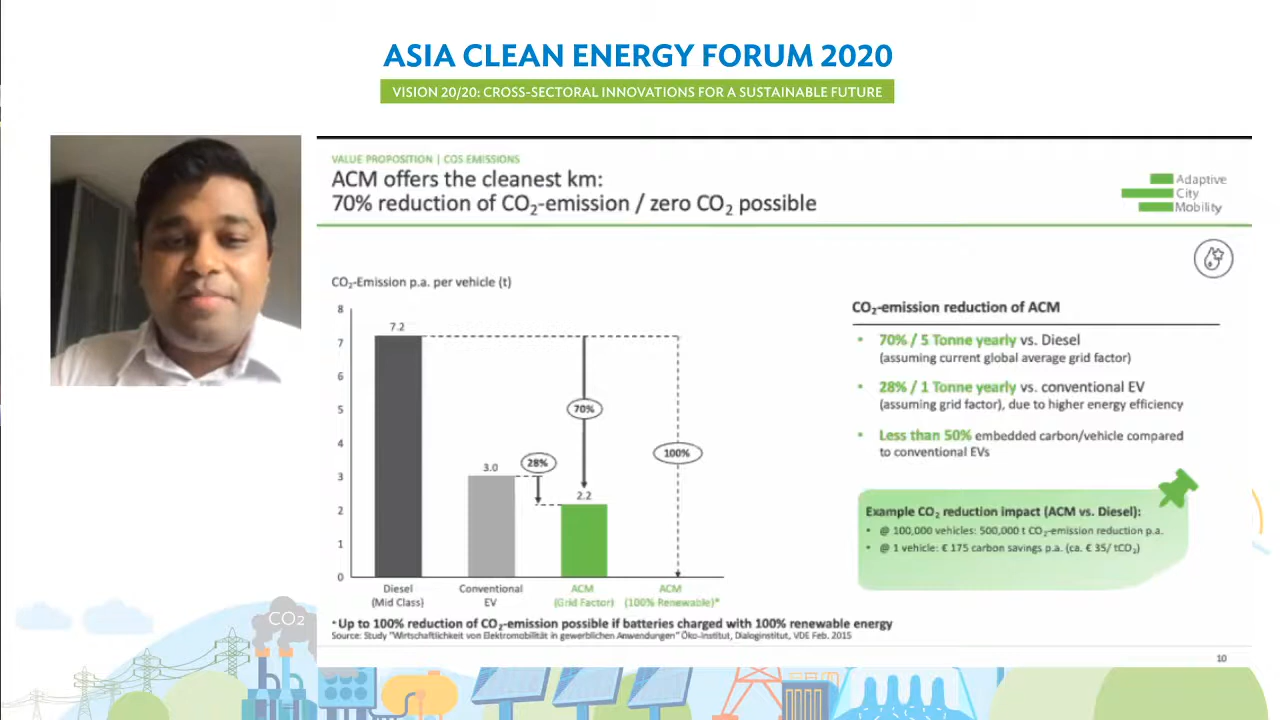 ASIA CLEAN ENERGY FORUM 2020
VISION 20/20: CROSS-SECTORAL INNOVATIONS FOR A SUSTAINABLE FUTURE
VALUE PROPOSITION | COS EMISSIONS
ACM offers the cleanest km:
70% reduction of CO₂-emission / zero CO₂ possible
Adaptive
City
Mobility
CO₂-Emission p.a. per vehicle (t)
8
7
6
5
4
3
2
1
0
7.2
3.0
2.2
28%
70%
100%
Diesel
(Mid Class)
Conventional
EV
ACM
(Grid Factor)
ACM
(100% Renewable)*
CO₂-emission reduction of ACM
• 70% / 5 Tonne yearly vs. Diesel
(assuming current global average grid factor)
• 28% / 1 Tonne yearly vs. conventional EV
(assuming grid factor), due to higher energy efficiency
• Less than 50% embedded carbon/vehicle compared
to conventional EVs
Example CO₂ reduction impact (ACM vs. Diesel):
• @ 100,000 vehicles: 500,000 t CO₂-emission reduction p.a.
• @ 1 vehicle: € 175 carbon savings p.a. (ca. € 35/ tCO₂)
* Up to 100% reduction of CO₂-emission possible if batteries charged with 100% renewable energy
Source: Study "Wirtschaftlichkeit von Elektromobilität in gewerblichen Anwendungen" Öko-Institut, Dialoginstitut, VDE Feb. 2015
10
CO2